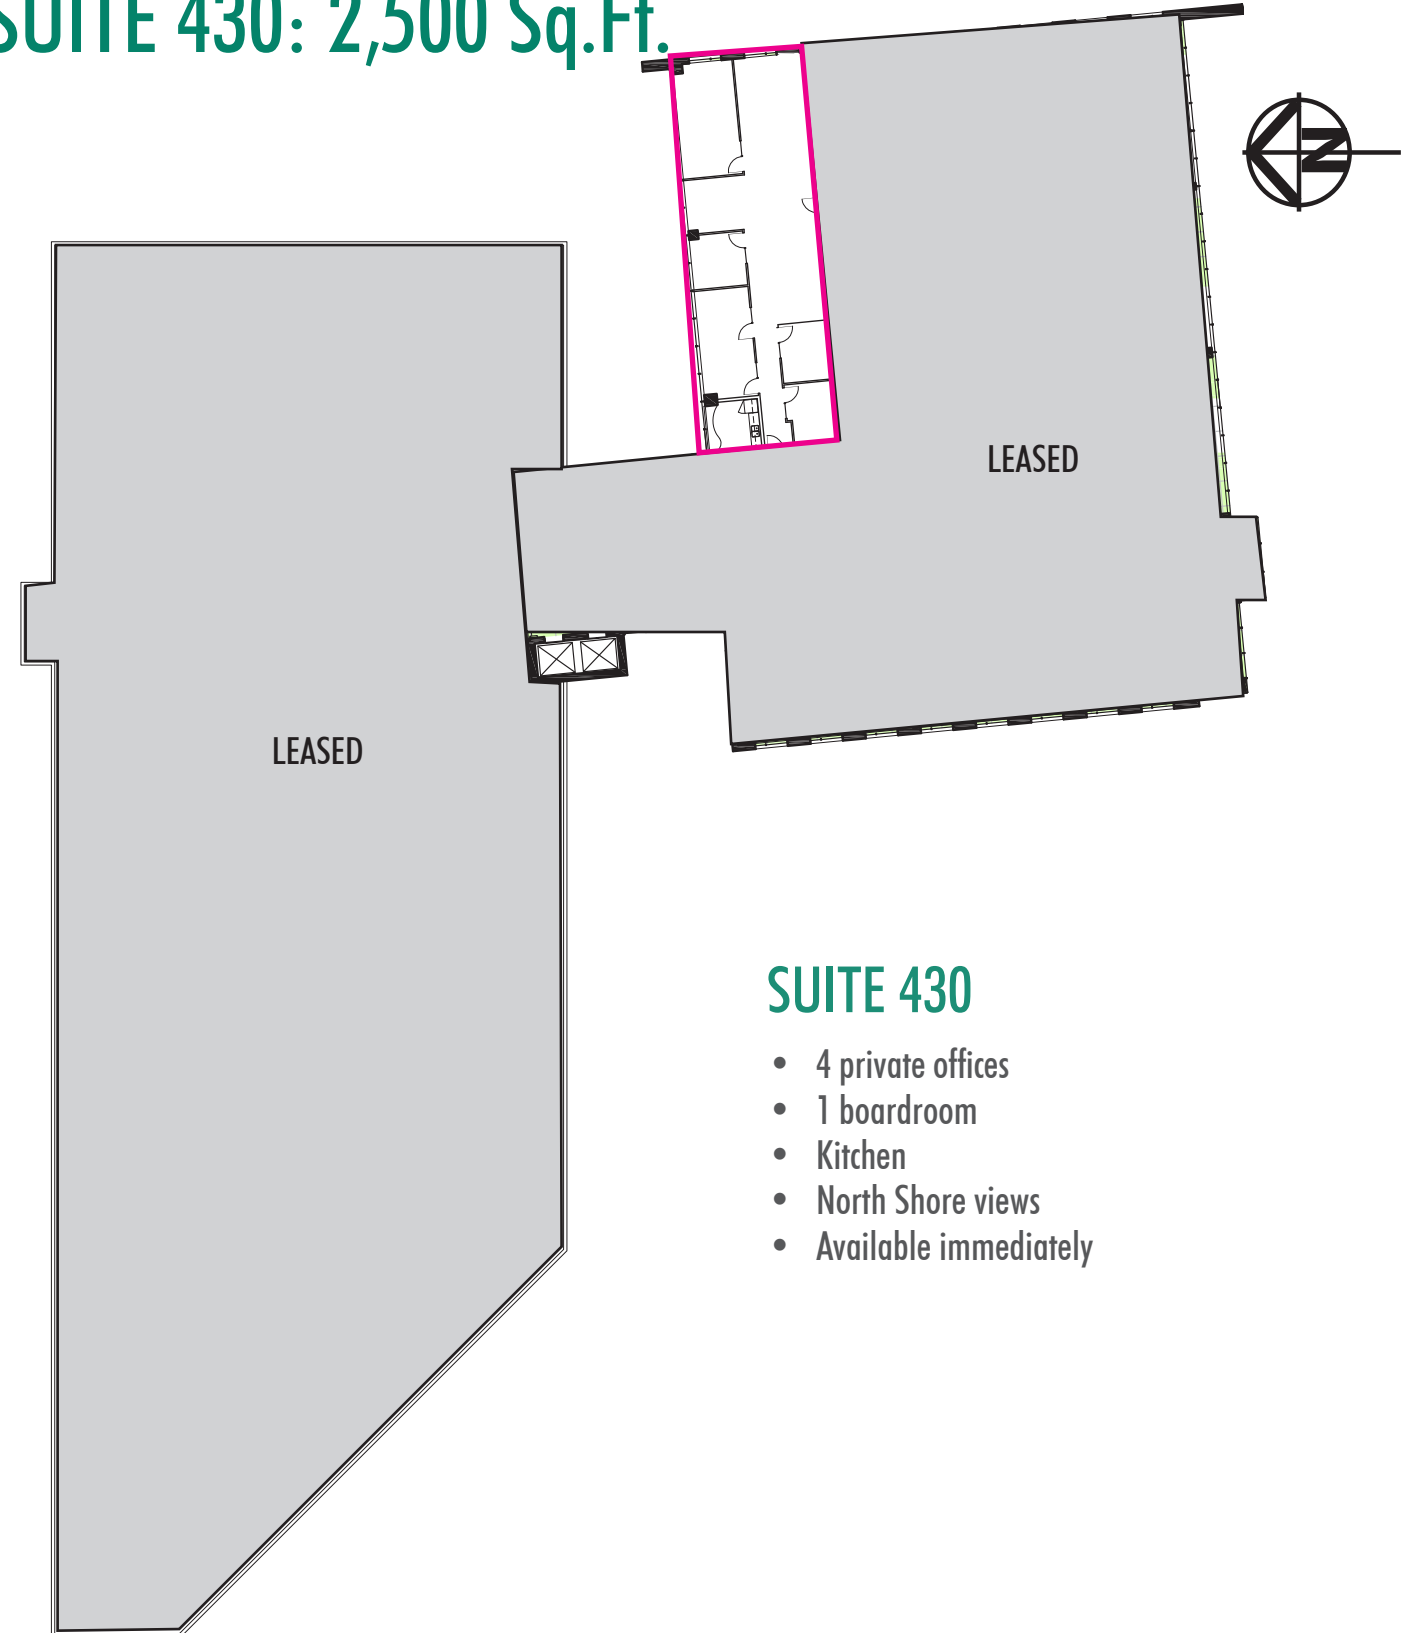 SUITE 430: 2,500 Sq.Ft.
N
LEASED
LEASED
SUITE 430
• 4 private offices
• 1 boardroom
• Kitchen
• North Shore views
• Available immediately